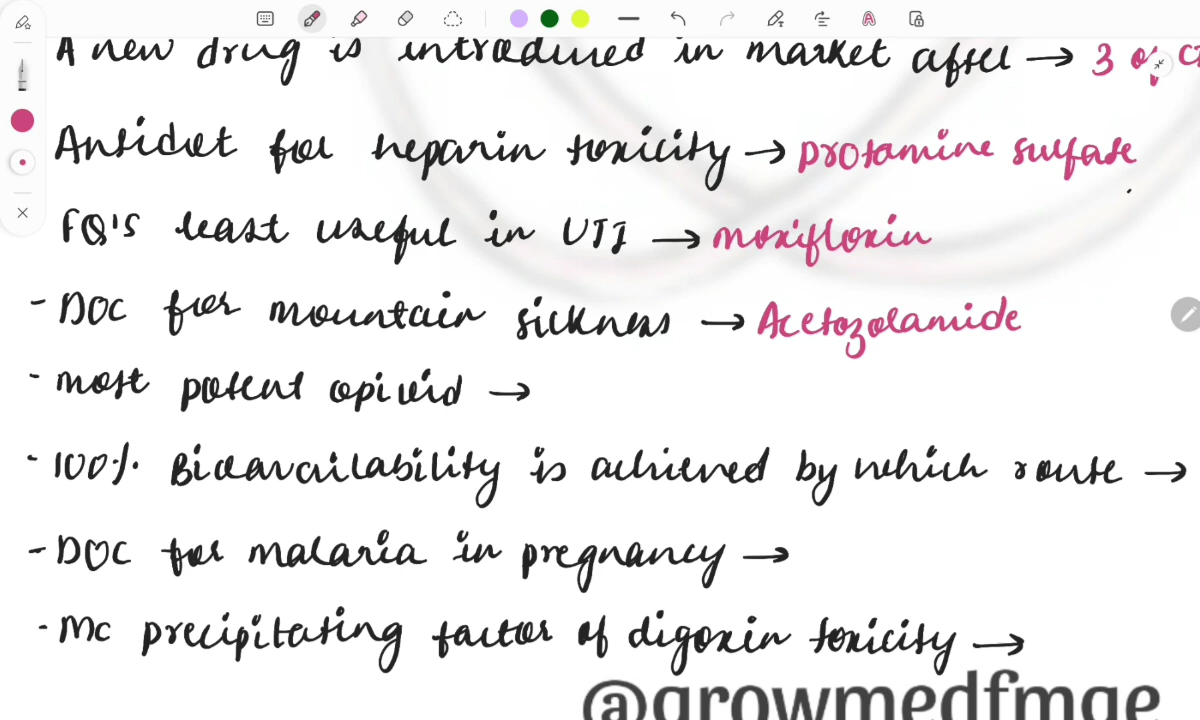 A new drug is introduced in market after → 3 of
Antidot for heparin toxicity → protamine sulfate
FQ's least useful in UTI → moxifloxin
- DOC for mountain sickness → Acetozolamide
- most potent opioid →
- 100% Bioavailability is achieved by which route →
- DOC for malaria in pregnancy →
- Mc precipitating factor of digoxin toxicity →
@growmedfmge